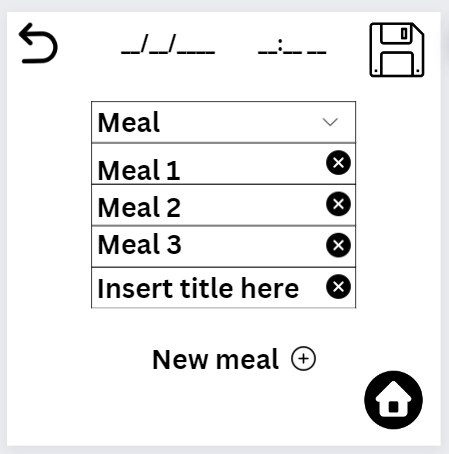 __/__/____ __:__ __
Meal
Meal 1
Meal 2
Meal 3
Insert title here
New meal